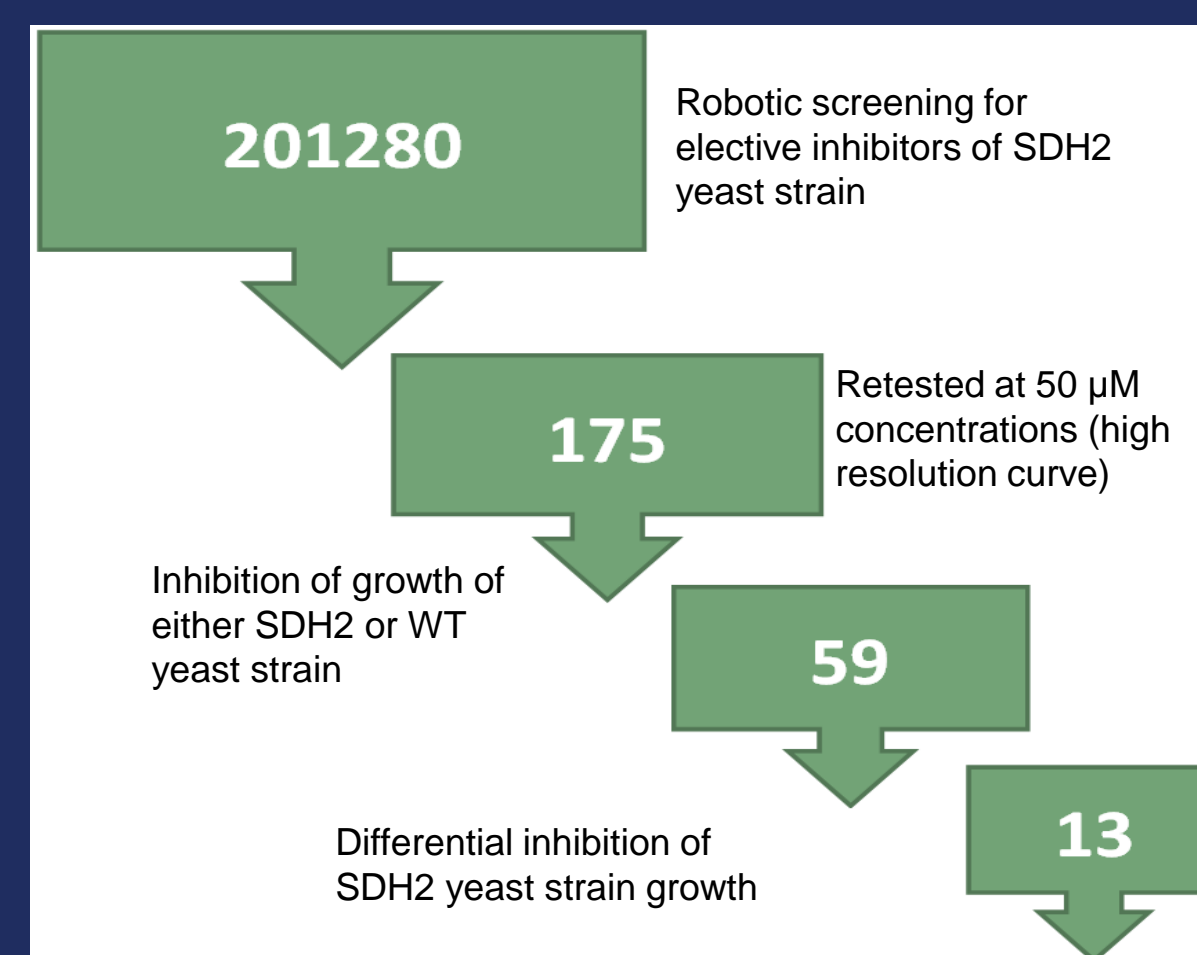 201280
Robotic screening for
elective inhibitors of SDH2
yeast strain
175
Retested at 50 µM
concentrations (high
resolution curve)
Inhibition of growth of
either SDH2 or WT
yeast strain
59
13
Differential inhibition of
SDH2 yeast strain growth